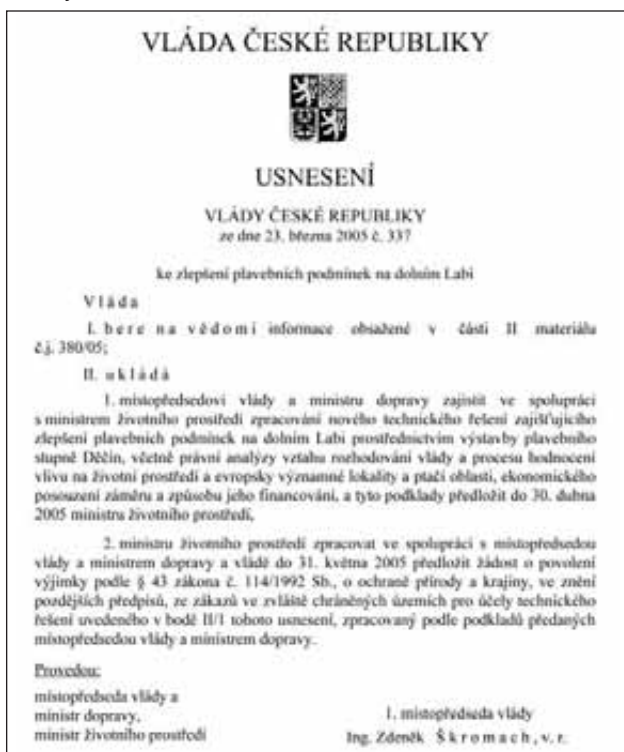 VLÁDA ČESKÉ REPUBLIKY
USNESENÍ
VLÁDY ČESKÉ REPUBLIKY
ze dne 23. března 2005 č. 337
ke zlepšení plavebních podmínek na dolním Labi
V l á d a
I. b e r e  n a  v ě d o m í informace obsažené v části II materiálu
č.j. 380/05;
II. u k l á d á
1. místopředsedovi vlády a ministru dopravy zajistit ve spolupráci
s ministrem životního prostředí zpracování nového technického řešení zajišťujícího
zlepšení plavebních podmínek na dolním Labi prostřednictvím výstavby plavebního
stupně Děčín, včetně právní analýzy vztahu rozhodování vlády a procesu hodnocení
vlivu na životní prostředí a evropsky významné lokality a ptačí oblasti, ekonomického
posouzení záměru a způsobu jeho financování, a tyto podklady předložit do 30. dubna
2005 ministru životního prostředí,
2. ministru životního prostředí zpracovat ve spolupráci s místopředsedou
vlády a ministrem dopravy a vládě do 31. května 2005 předložit žádost o povolení
výjimky podle § 43 zákona č. 114/1992 Sb., o ochraně přírody a krajiny, ve znění
pozdějších předpisů, ze zákazů ve zvláště chráněných územích pro účely technického
řešení uvedeného v bodě II/1 tohoto usnesení, zpracovaný podle podkladů předaných
místopředsedou vlády a ministrem dopravy.
Provedou:
místopředseda vlády a
ministr dopravy,
ministr životního prostředí
1. místopředseda vlády
Ing. Zdeněk Š k r o m a c h , v. r.